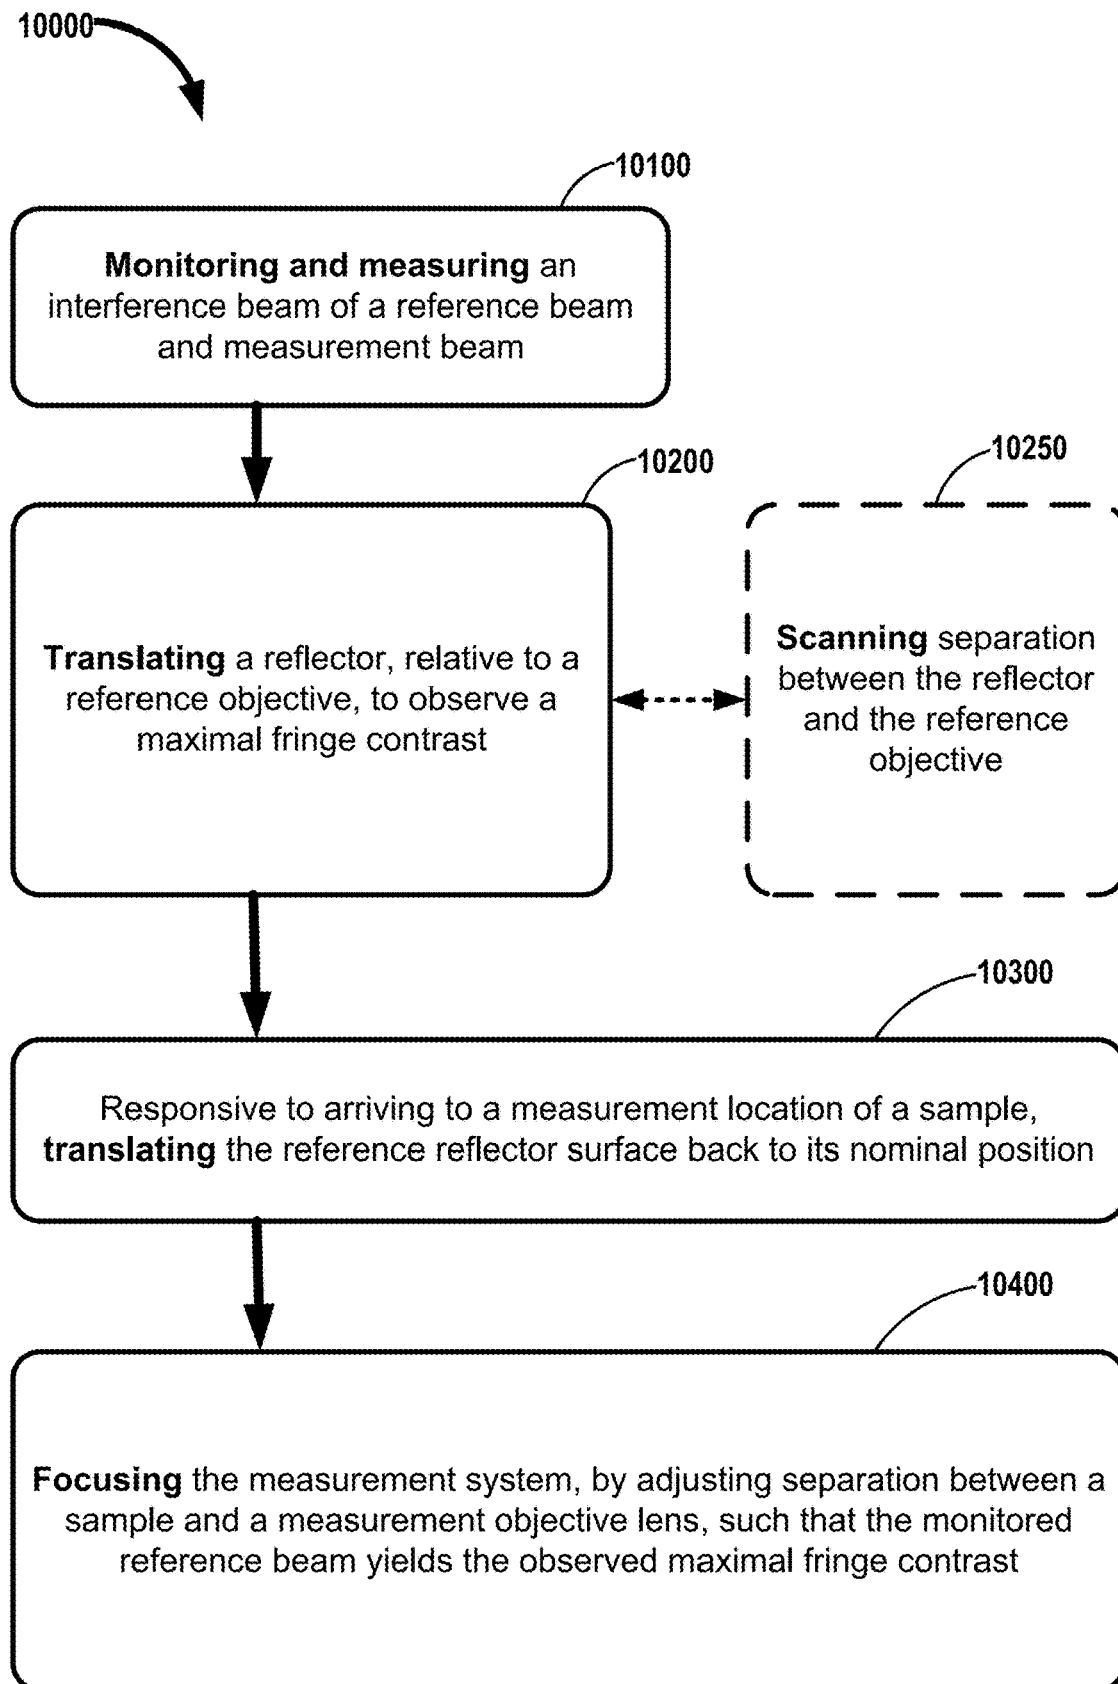 10000
10100
Monitoring and measuring an
interference beam of a reference beam
and measurement beam
10200
Translating a reflector, relative to a
reference objective, to observe a
maximal fringe contrast
10250
Scanning separation
between the reflector
and the reference
objective
10300
Responsive to arriving to a measurement location of a sample,
translating the reference reflector surface back to its nominal position
10400
Focusing the measurement system, by adjusting separation between a
sample and a measurement objective lens, such that the monitored
reference beam yields the observed maximal fringe contrast